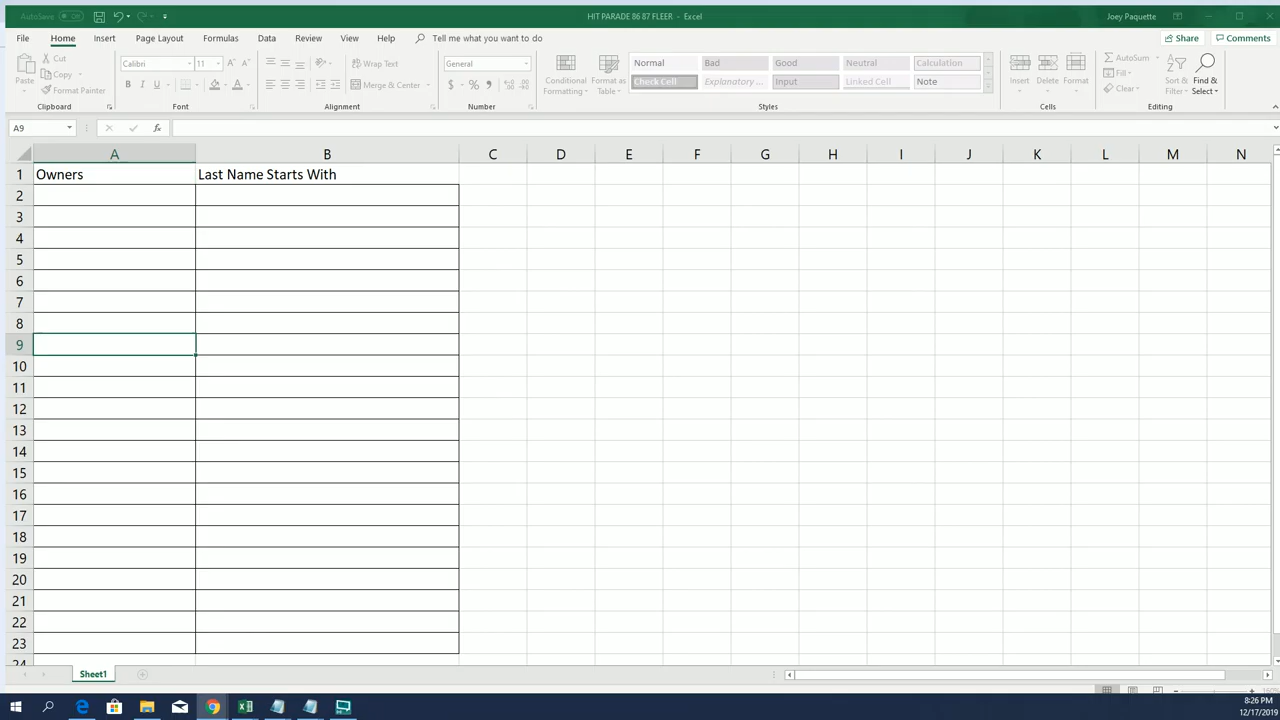 AutoSave Off HIT PARADE 86 87 FLEER - Excel Joey Paquette
File Home Insert Page Layout Formulas Data Review View Help Tell me what you want to do Share Comments
Paste Cut Copy Format Painter
Calibri 11
B I U A
Wrap Text
Merge & Center
General
$ % ,
Conditional Formatting
Format as Table
Normal Bad Good Neutral Calculation
Check Cell Explanatory ... Input Linked Cell Note
Insert Delete Format
AutoSum
Fill
Clear
Sort & Filter
Find & Select
Clipboard Font Alignment Number Styles Cells Editing
A9 fx
A B C D E F G H I J K L M N
1 Owners Last Name Starts With
2
3
4
5
6
7
8
9
10
11
12
13
14
15
16
17
18
19
20
21
22
23
24
Sheet1
160%
8:26 PM
12/17/2019